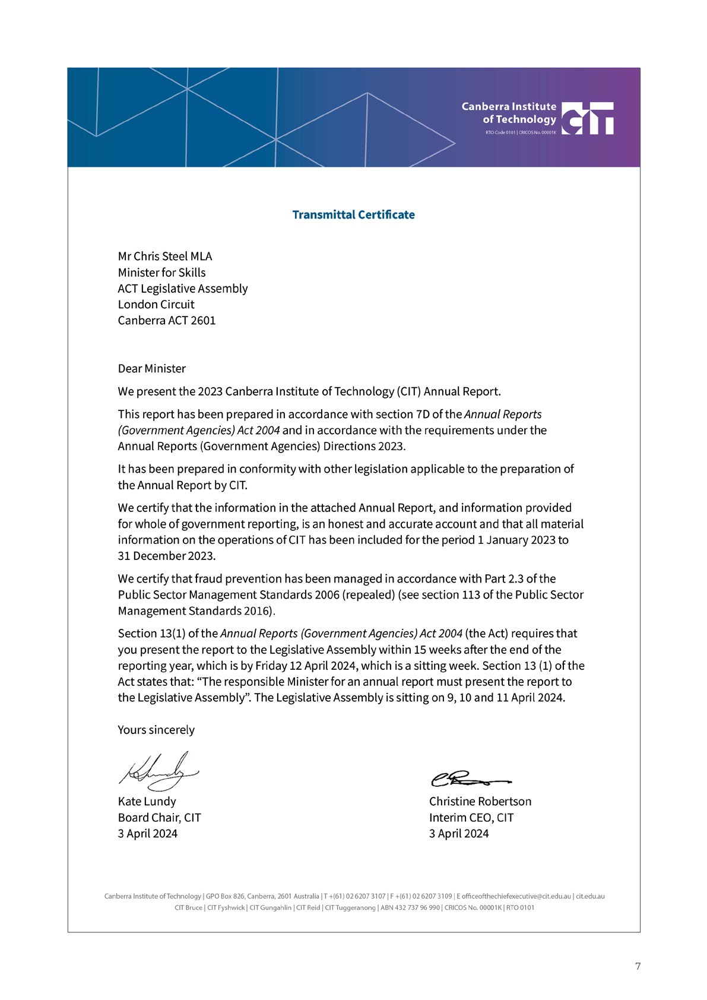 Canberra Institute
of Technology
CIT
RTO Code 0101 | CRICOS No. 00001K
Transmittal Certificate
Mr Chris Steel MLA
Minister for Skills
ACT Legislative Assembly
London Circuit
Canberra ACT 2601
Dear Minister
We present the 2023 Canberra Institute of Technology (CIT) Annual Report.
This report has been prepared in accordance with section 7D of the Annual Reports
(Government Agencies) Act 2004 and in accordance with the requirements under the
Annual Reports (Government Agencies) Directions 2023.
It has been prepared in conformity with other legislation applicable to the preparation of
the Annual Report by CIT.
We certify that the information in the attached Annual Report, and information provided
for whole of government reporting, is an honest and accurate account and that all material
information on the operations of CIT has been included for the period 1 January 2023 to
31 December 2023.
We certify that fraud prevention has been managed in accordance with Part 2.3 of the
Public Sector Management Standards 2006 (repealed) (see section 113 of the Public Sector
Management Standards 2016).
Section 13(1) of the Annual Reports (Government Agencies) Act 2004 (the Act) requires that
you present the report to the Legislative Assembly within 15 weeks after the end of the
reporting year, which is by Friday 12 April 2024, which is a sitting week. Section 13 (1) of the
Act states that: “The responsible Minister for an annual report must present the report to
the Legislative Assembly”. The Legislative Assembly is sitting on 9, 10 and 11 April 2024.
Yours sincerely
Kate Lundy
Board Chair, CIT
3 April 2024
Christine Robertson
Interim CEO, CIT
3 April 2024
Canberra Institute of Technology | GPO Box 826, Canberra, 2601 Australia | T +(61) 02 6207 3107 | F +(61) 02 6207 3109 | E officeofthechiefexecutive@cit.edu.au | cit.edu.au
CIT Bruce | CIT Fyshwick | CIT Gungahlin | CIT Reid | CIT Tuggeranong | ABN 432 737 96 990 | CRICOS No. 00001K | RTO 0101
7